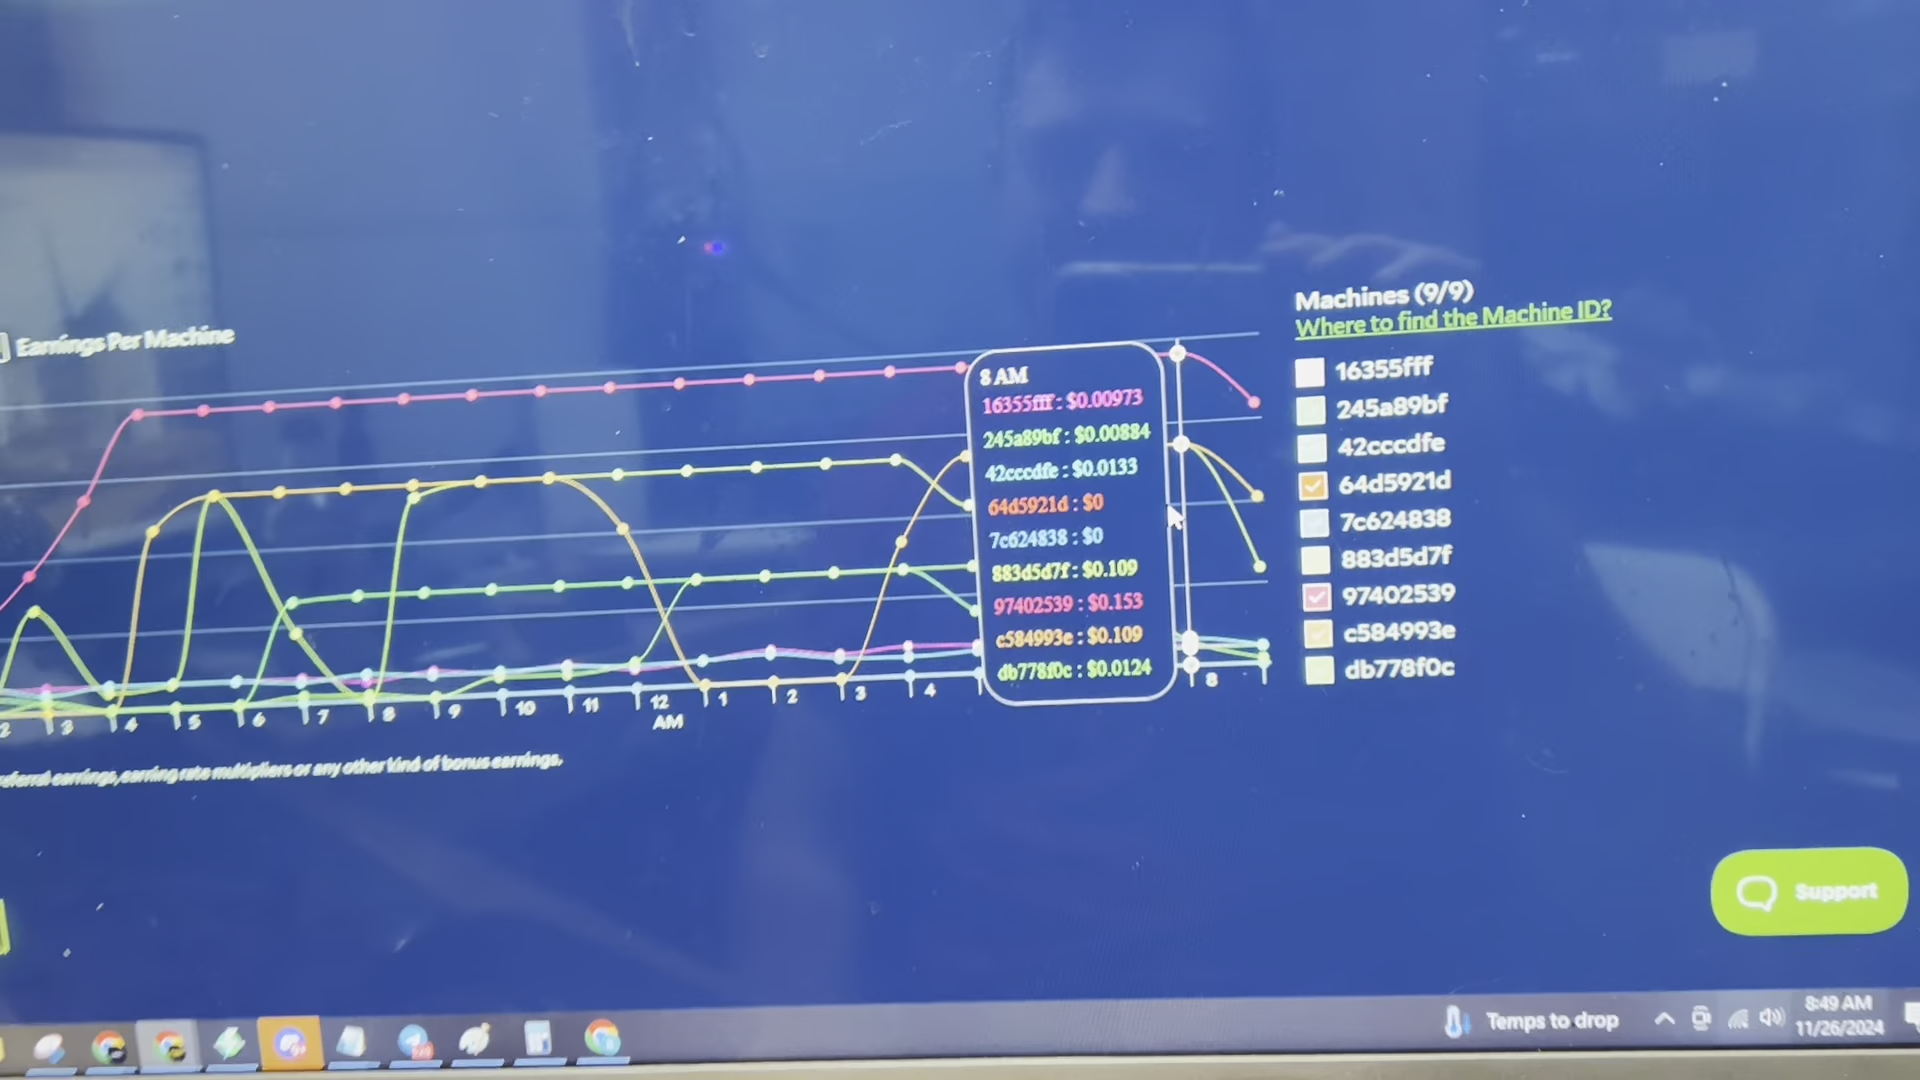 Earnings Per Machine
Machines (9/9)
Where to find the Machine ID?
8 AM
16355fff : $0.00973
245a89bf : $0.00884
42cccdfe : $0.0133
64d5921d : $0
7c624838 : $0
883d5d7f : $0.109
97402539 : $0.153
c584993e : $0.109
db778f0c : $0.0124
16355fff
245a89bf
42cccdfe
64d5921d
7c624838
883d5d7f
97402539
c584993e
db778f0c
2 3 4 5 6 7 8 9 10 11 12 1 2 3 4 8
AM
referral earnings, earning rate multipliers or any other kind of bonus earnings.
Support
Temps to drop
8:49 AM
11/26/2024